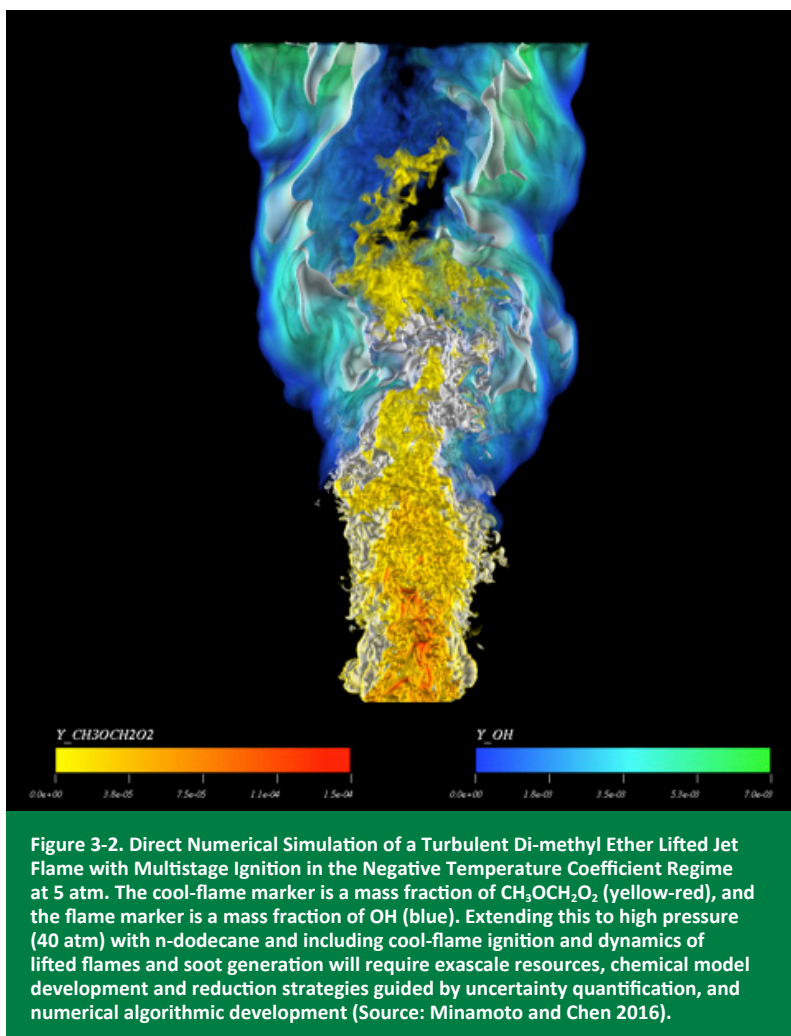 Y_CH3OCH2O2
Y_OH
0.0e+00 3.8e-05 7.5e-05 1.1e-04 1.5e-04
0.0e+00 1.8e-03 3.5e-03 5.3e-03 7.0e-03
Figure 3-2. Direct Numerical Simulation of a Turbulent Di-methyl Ether Lifted Jet
Flame with Multistage Ignition in the Negative Temperature Coefficient Regime
at 5 atm. The cool-flame marker is a mass fraction of CH₃OCH₂O₂ (yellow-red), and
the flame marker is a mass fraction of OH (blue). Extending this to high pressure
(40 atm) with n-dodecane and including cool-flame ignition and dynamics of
lifted flames and soot generation will require exascale resources, chemical model
development and reduction strategies guided by uncertainty quantification, and
numerical algorithmic development (Source: Minamoto and Chen 2016).